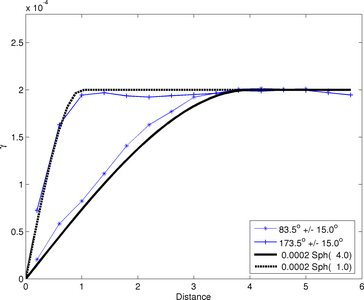 x 10⁻⁴
2.5
2
1.5
1
0.5
0
γ
0 1 2 3 4 5 6
Distance
83.5° +/- 15.0°
173.5° +/- 15.0°
0.0002 Sph( 4.0)
0.0002 Sph( 1.0)